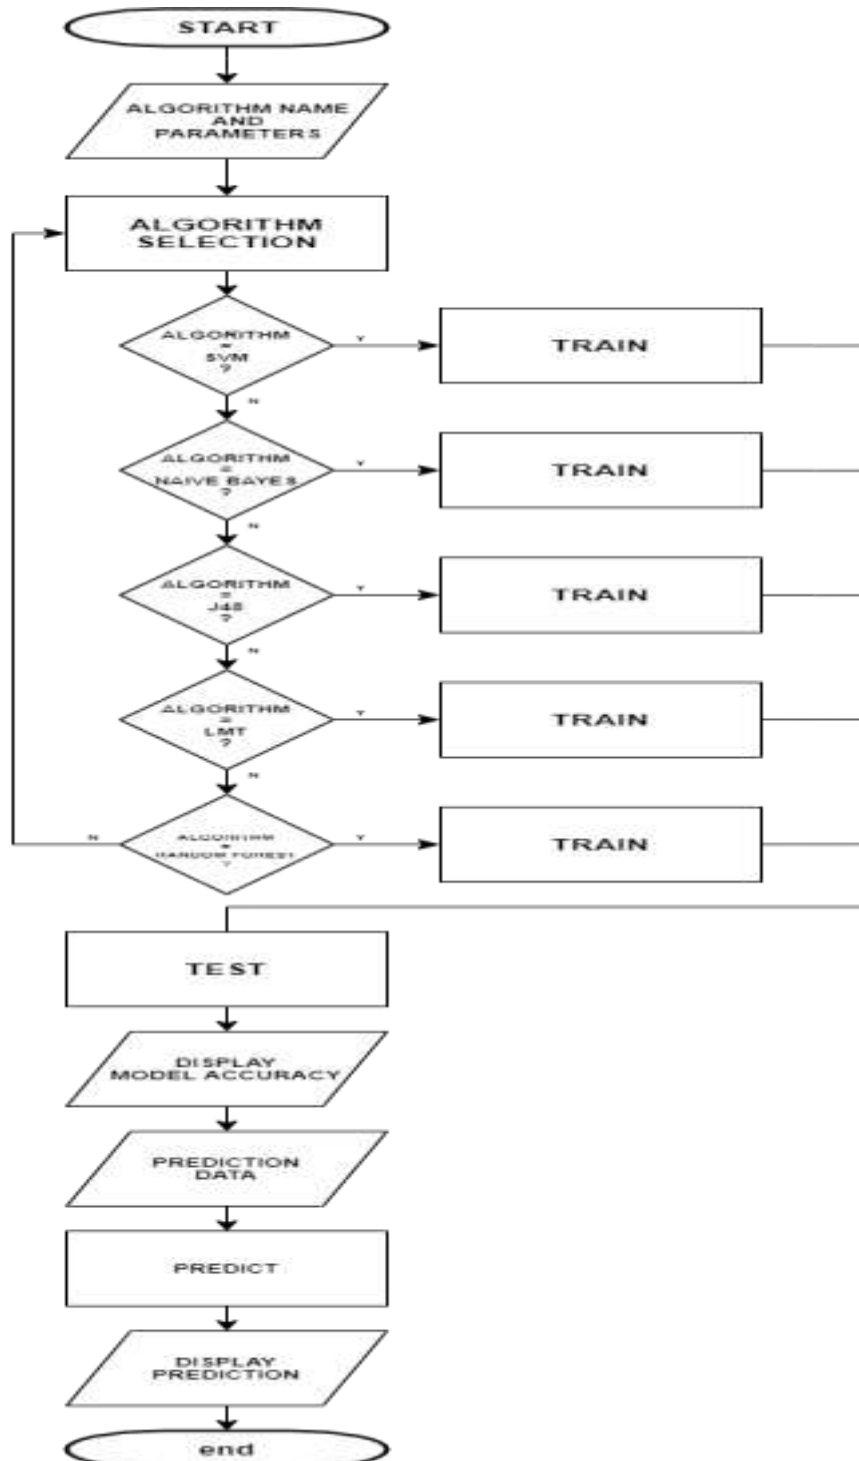 START
ALGORITHM NAME
AND
PARAMETERS
ALGORITHM
SELECTION
ALGORITHM
=
SVM
?
Y
TRAIN
N
ALGORITHM
=
NAIVE BAYES
?
Y
TRAIN
N
ALGORITHM
=
J48
?
Y
TRAIN
N
ALGORITHM
=
LMT
?
Y
TRAIN
N
ALGORITHM
=
RANDOM FOREST
?
N
Y
TRAIN
TEST
DISPLAY
MODEL ACCURACY
PREDICTION
DATA
PREDICT
DISPLAY
PREDICTION
end